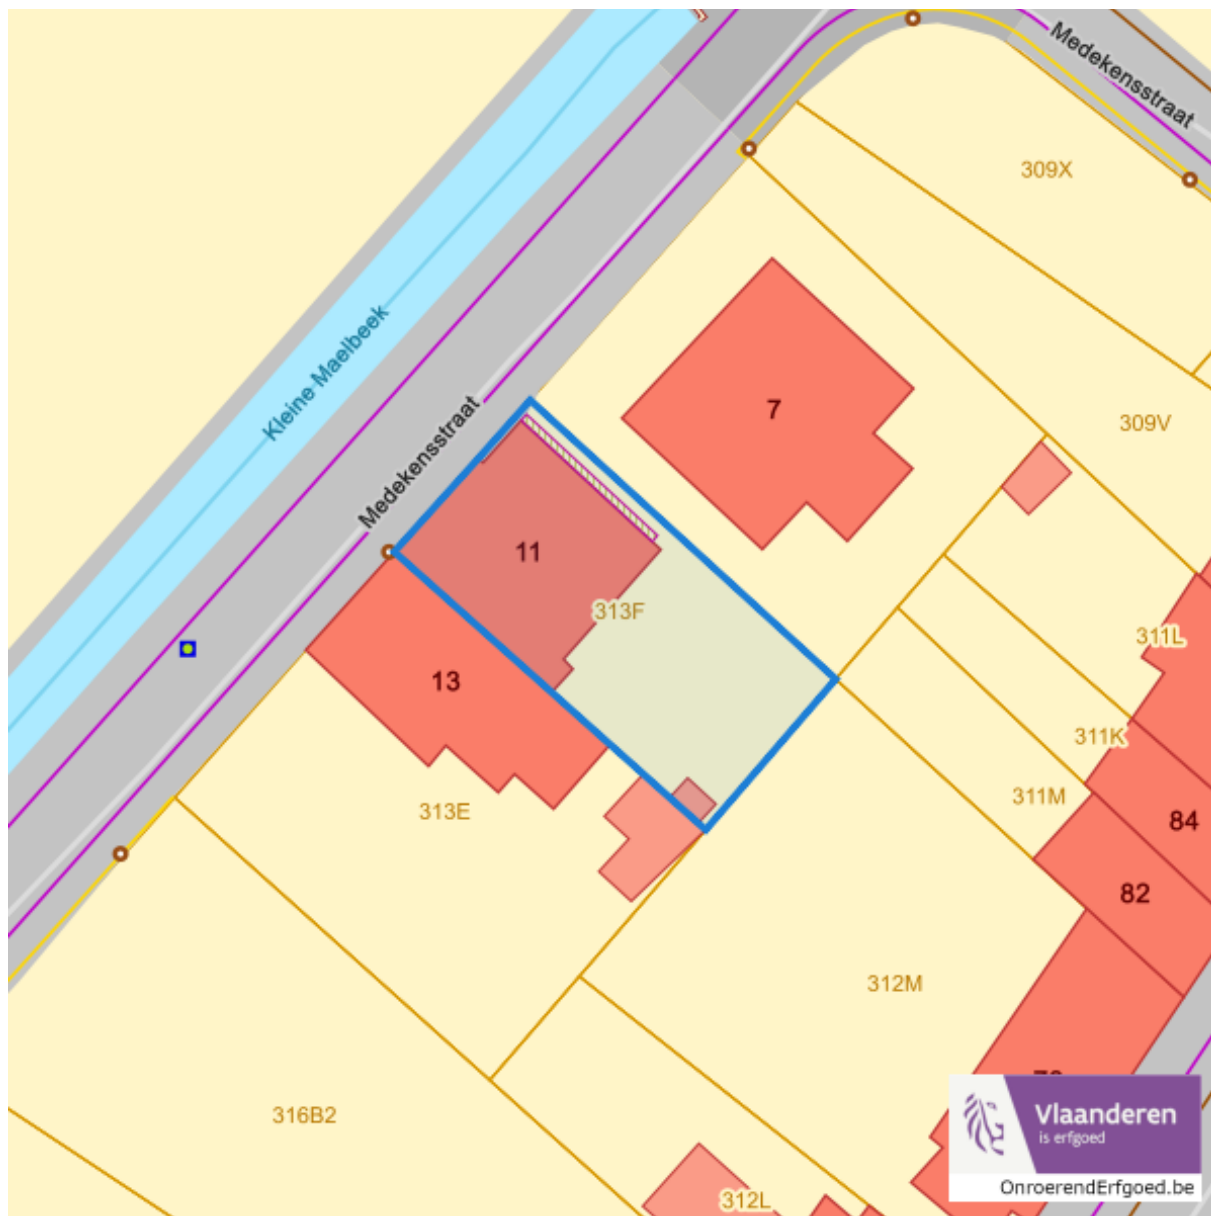 Medekensstraat
309X
Kleine Maelbeek
7
309V
Medekensstraat
11
313F
311L
13
311K
311M
313E
84
82
312M
316B2
312L
Vlaanderen
is erfgoed
OnroerendErfgoed.be